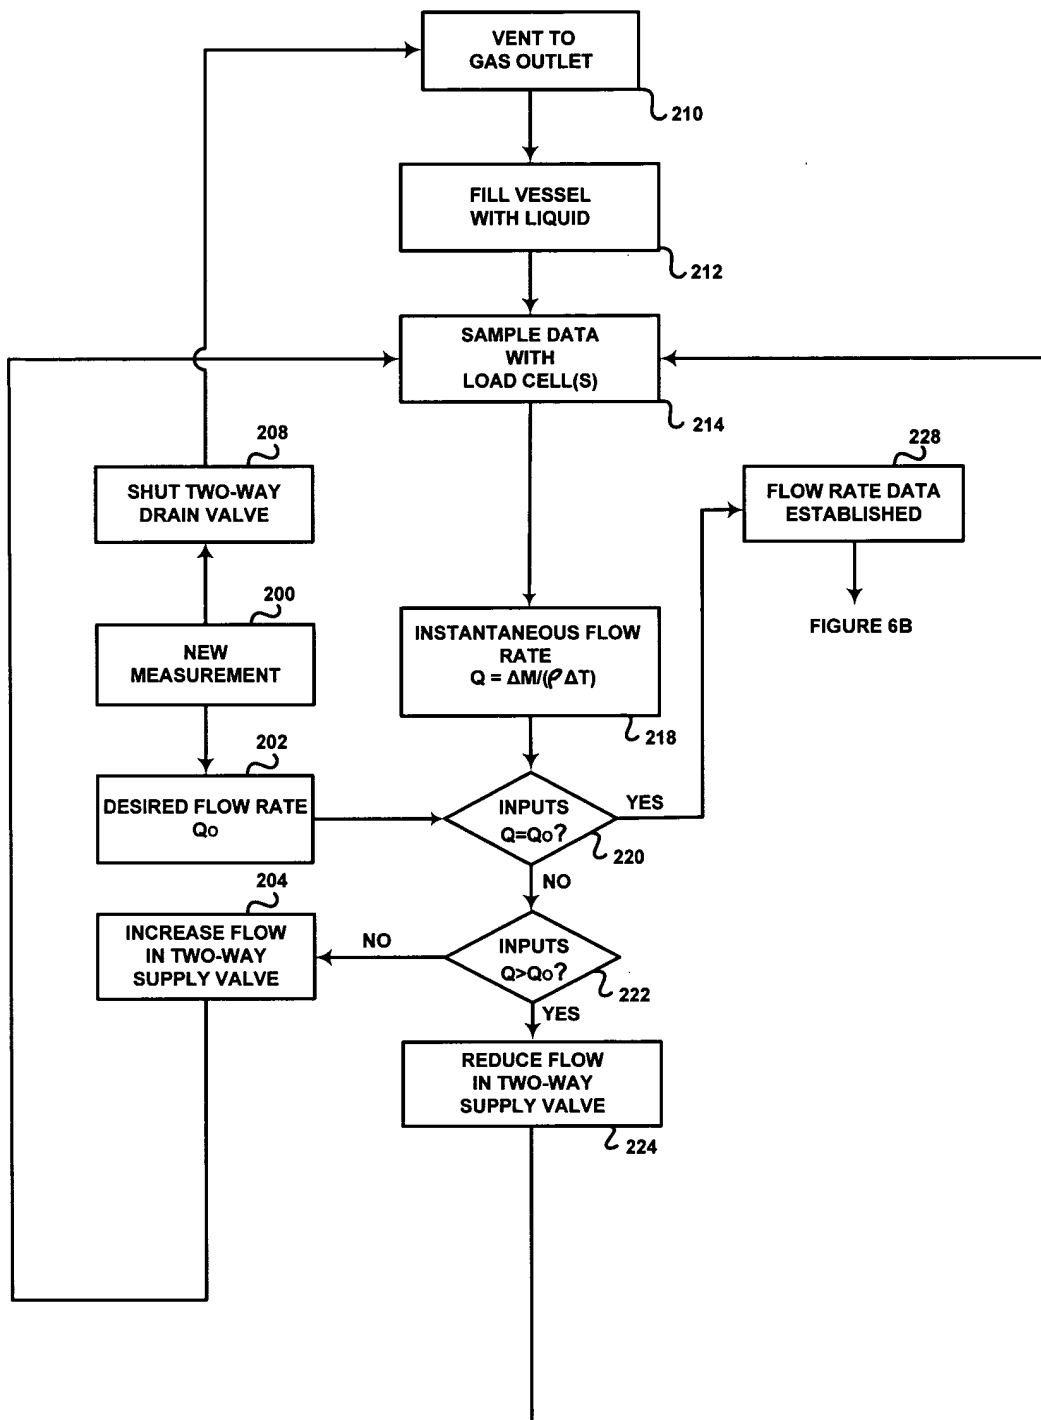 VENT TO
GAS OUTLET
210
FILL VESSEL
WITH LIQUID
212
SAMPLE DATA
WITH
LOAD CELL(S)
214
208
SHUT TWO-WAY
DRAIN VALVE
228
FLOW RATE DATA
ESTABLISHED
FIGURE 6B
200
NEW
MEASUREMENT
INSTANTANEOUS FLOW
RATE
Q = ΔM/(ρ ΔT)
218
202
DESIRED FLOW RATE
Qo
INPUTS
Q=Qo?
YES
220
NO
204
INCREASE FLOW
IN TWO-WAY
SUPPLY VALVE
NO
INPUTS
Q>Qo?
222
YES
REDUCE FLOW
IN TWO-WAY
SUPPLY VALVE
224